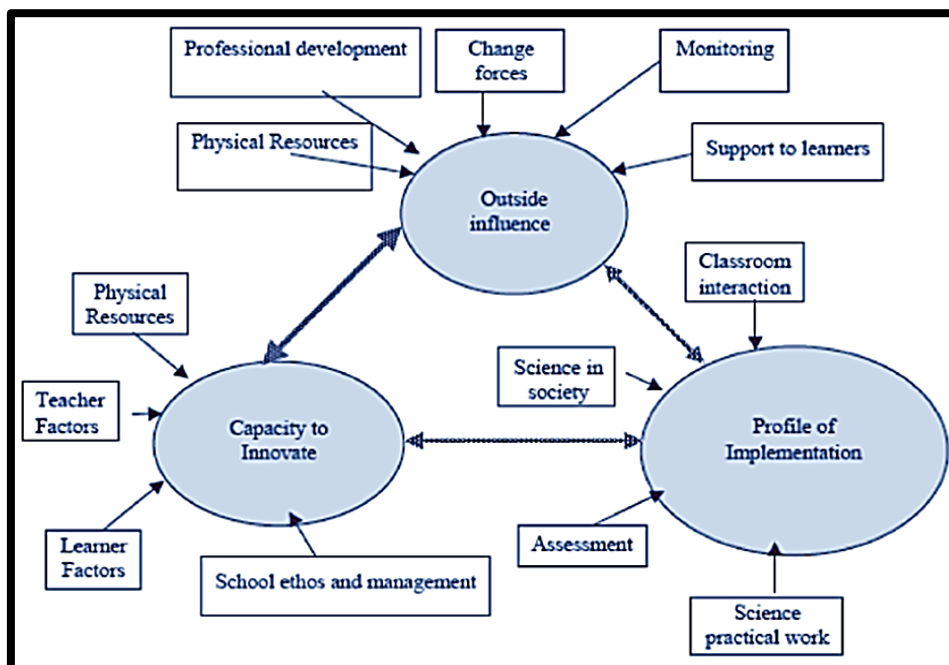 Professional development
Change
forces
Monitoring
Physical Resources
Support to learners
Outside
influence
Classroom
interaction
Physical
Resources
Science in
society
Teacher
Factors
Capacity to
Innovate
Profile of
Implementation
Learner
Factors
Assessment
School ethos and management
Science
practical work